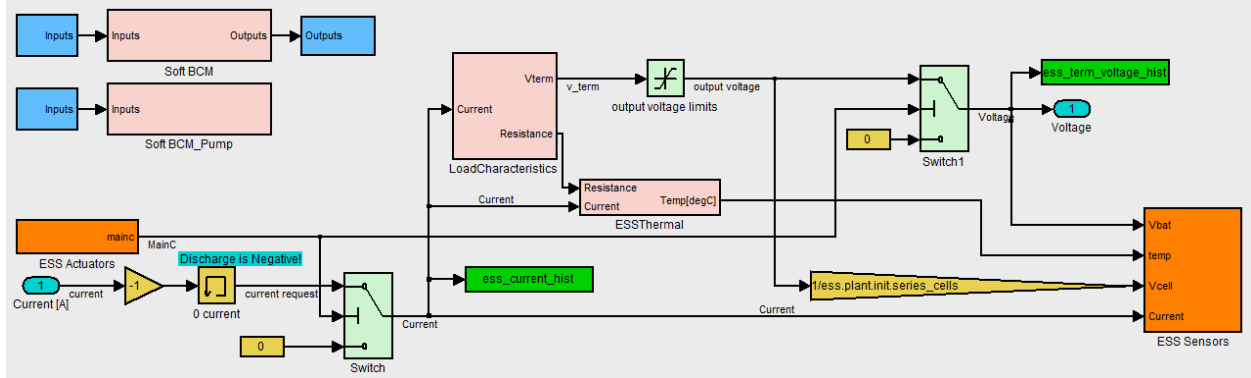 Inputs
Inputs
Outputs
Outputs
Soft BCM
Inputs
Inputs
Soft BCM_Pump
Vterm
Current
Resistance
LoadCharacteristics
v_term
output voltage limits
output voltage
0
Switch1
Voltage
ess_term_voltage_hist
1
Voltage
Resistance
Current
Temp[degC]
ESSThermal
Current
mainc
ESS Actuators
MainC
Discharge is Negative!
1
Current [A]
current
-1
0 current
current request
0
Switch
Current
ess_current_hist
1/ess.plant.init.series_cells
Current
Vbat
temp
Vcell
Current
ESS Sensors